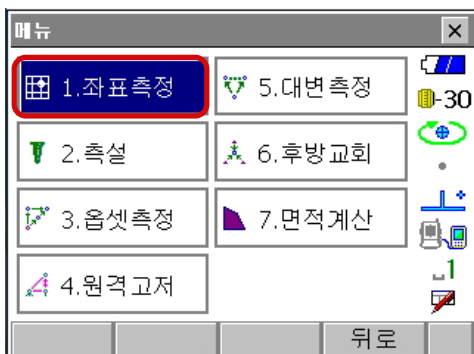 메뉴
1.좌표측정
5.대변측정
2.측설
6.후방교회
3.옵셋측정
7.면적계산
4.원격고저
-30
1
뒤로